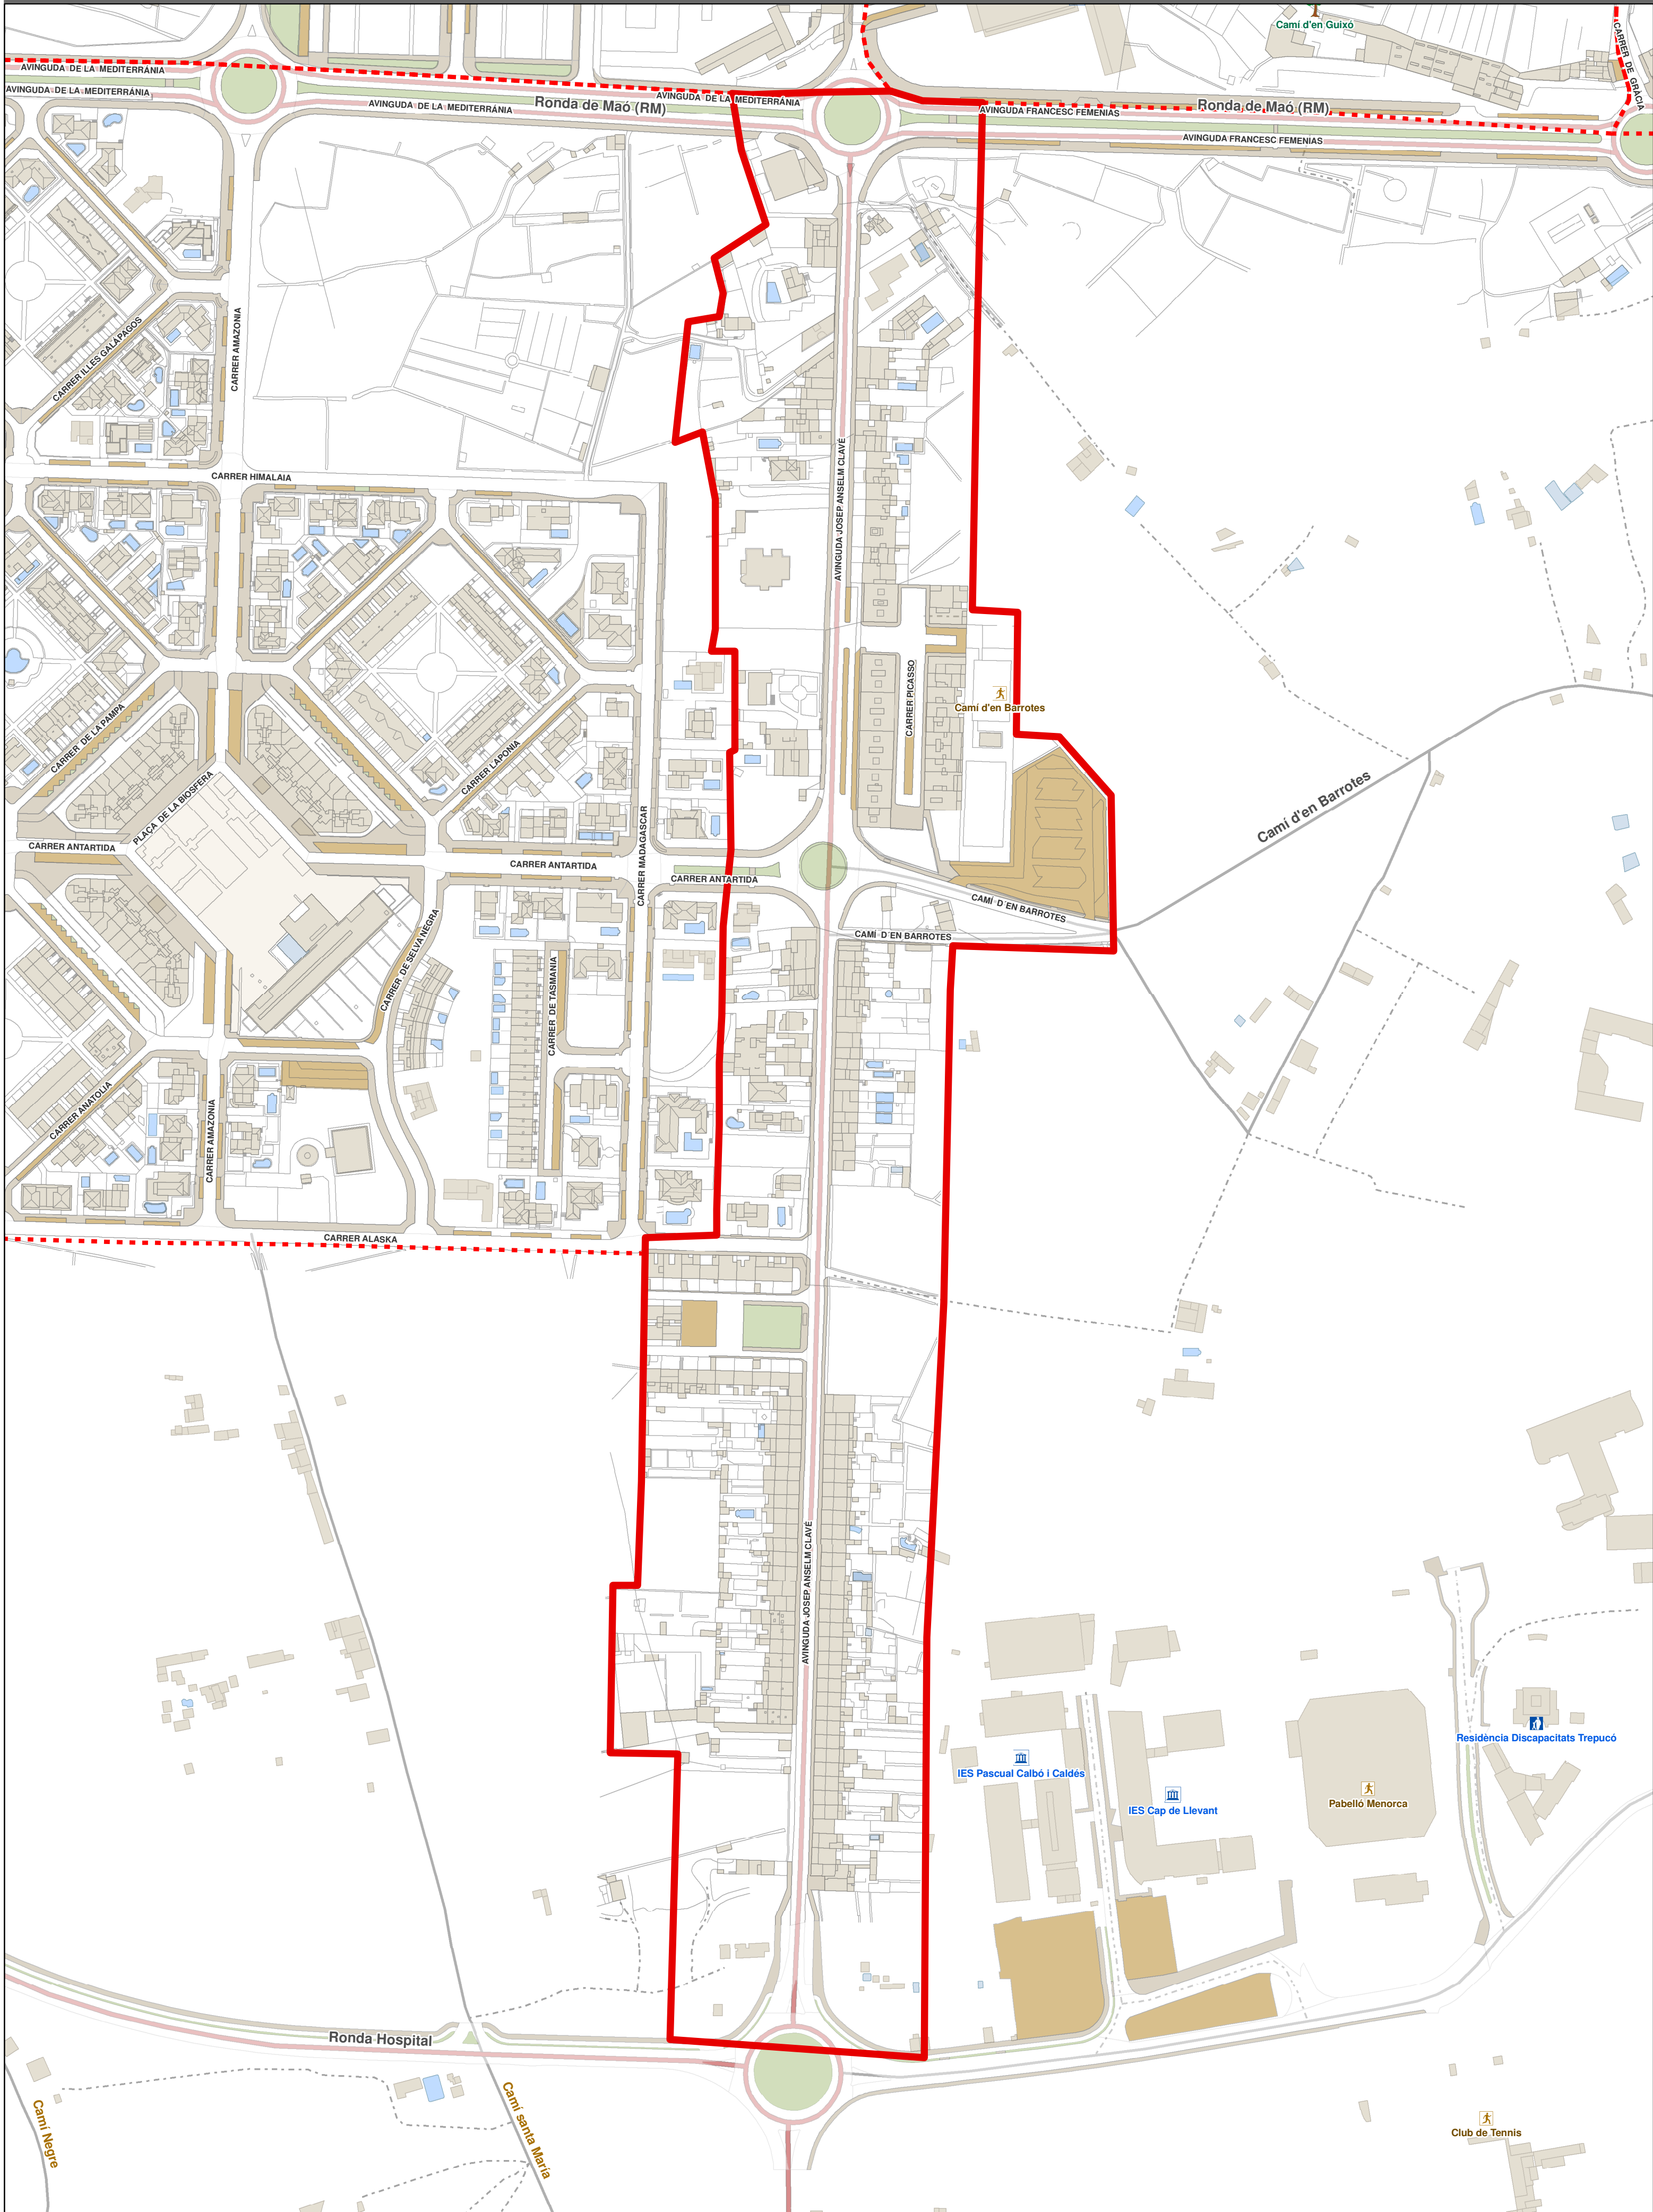 Camí d'en Guixó
CARRER DE GRÀCIA
AVINGUDA DE LA MEDITERRÀNIA
AVINGUDA DE LA MEDITERRÀNIA
AVINGUDA DE LA MEDITERRÀNIA
Ronda de Maó (RM)
AVINGUDA DE LA MEDITERRÀNIA
AVINGUDA FRANCESC FEMENIAS
Ronda de Maó (RM)
AVINGUDA FRANCESC FEMENIAS
CARRER ILLES GALAPAGOS
CARRER AMAZONIA
CARRER HIMALAIA
AVINGUDA JOSEP ANSELM CLAVÉ
CARRER PICASSO
Camí d'en Barrotes
CARRER DE LA PAMPA
CARRER LAPONIA
PLAÇA DE LA BIOSFERA
Camí d'en Barrotes
CARRER ANTARTIDA
CARRER ANTARTIDA
CARRER MADAGASCAR
CARRER ANTARTIDA
CAMÍ D'EN BARROTES
CAMÍ D'EN BARROTES
CARRER DE SELVA NEGRA
CARRER DE TASMANIA
CARRER ANATOLIA
CARRER AMAZONIA
CARRER ALASKA
AVINGUDA JOSEP ANSELM CLAVÉ
Residència Discapacitats Trepucó
IES Pascual Calbó i Caldés
IES Cap de Llevant
Pabelló Menorca
Ronda Hospital
Camí Negre
Camí santa Maria
Club de Tennis